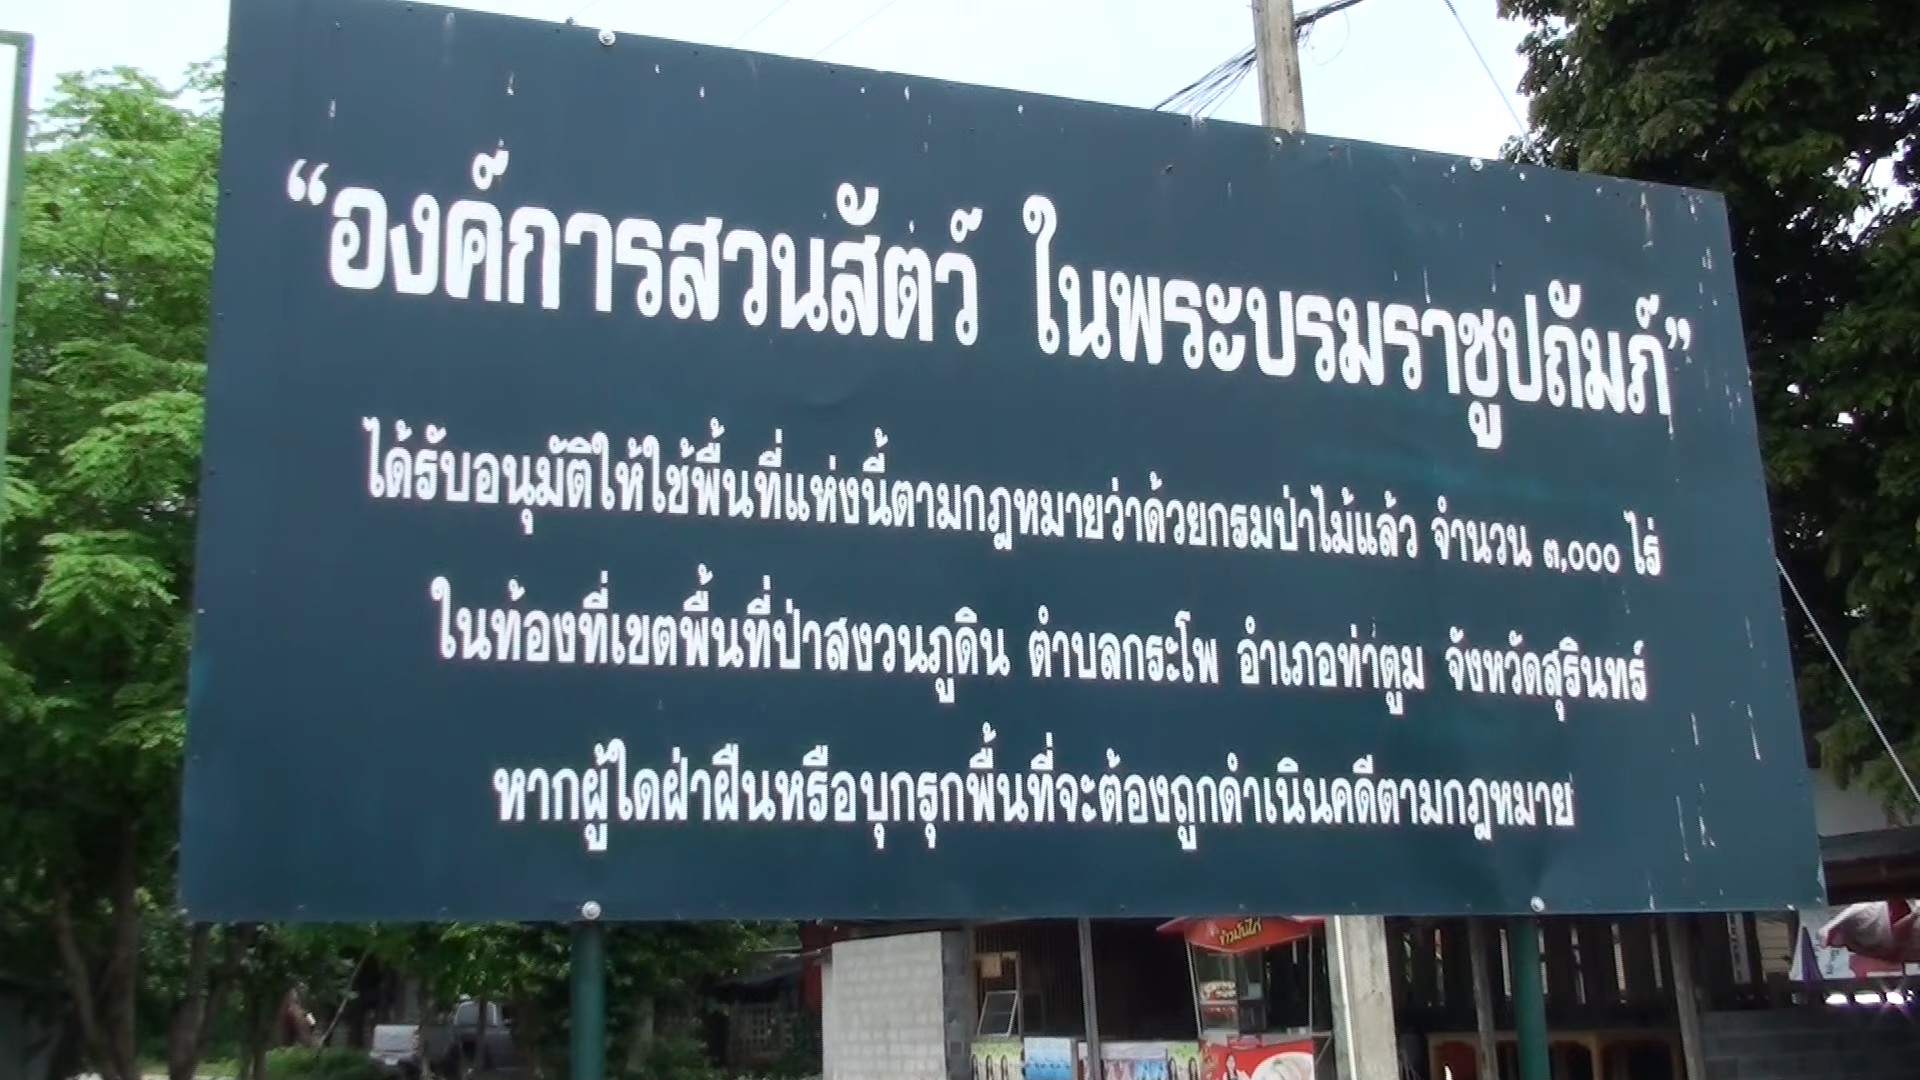 “องค์การสวนสัตว์ ในพระบรมราชูปถัมภ์”
ได้รับอนุมัติให้ใช้พื้นที่แห่งนี้ตามกฎหมายว่าด้วยกรมป่าไม้แล้ว จำนวน ๓,๐๐๐ ไร่
ในท้องที่เขตพื้นที่ป่าสงวนภูดิน ตำบลกระโพ อำเภอท่าตูม จังหวัดสุรินทร์
หากผู้ใดฝ่าฝืนหรือบุกรุกพื้นที่จะต้องถูกดำเนินคดีตามกฎหมาย
ข้าวมันไก่